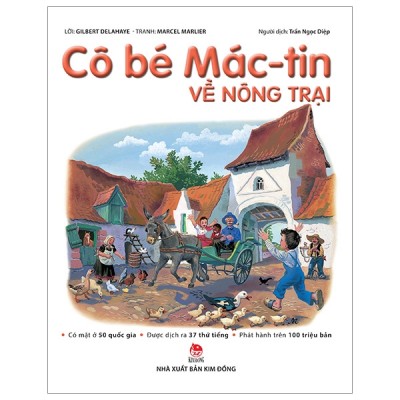 LỜI: GILBERT DELAHAYE - TRANH: MARCEL MARLIER
Người dịch: Trần Ngọc Diệp
Cô bé Mác-tin
VỀ NÔNG TRẠI
• Có mặt ở 50 quốc gia • Được dịch ra 37 thứ tiếng • Phát hành trên 100 triệu bản
KIM ĐỒNG
NHÀ XUẤT BẢN KIM ĐỒNG